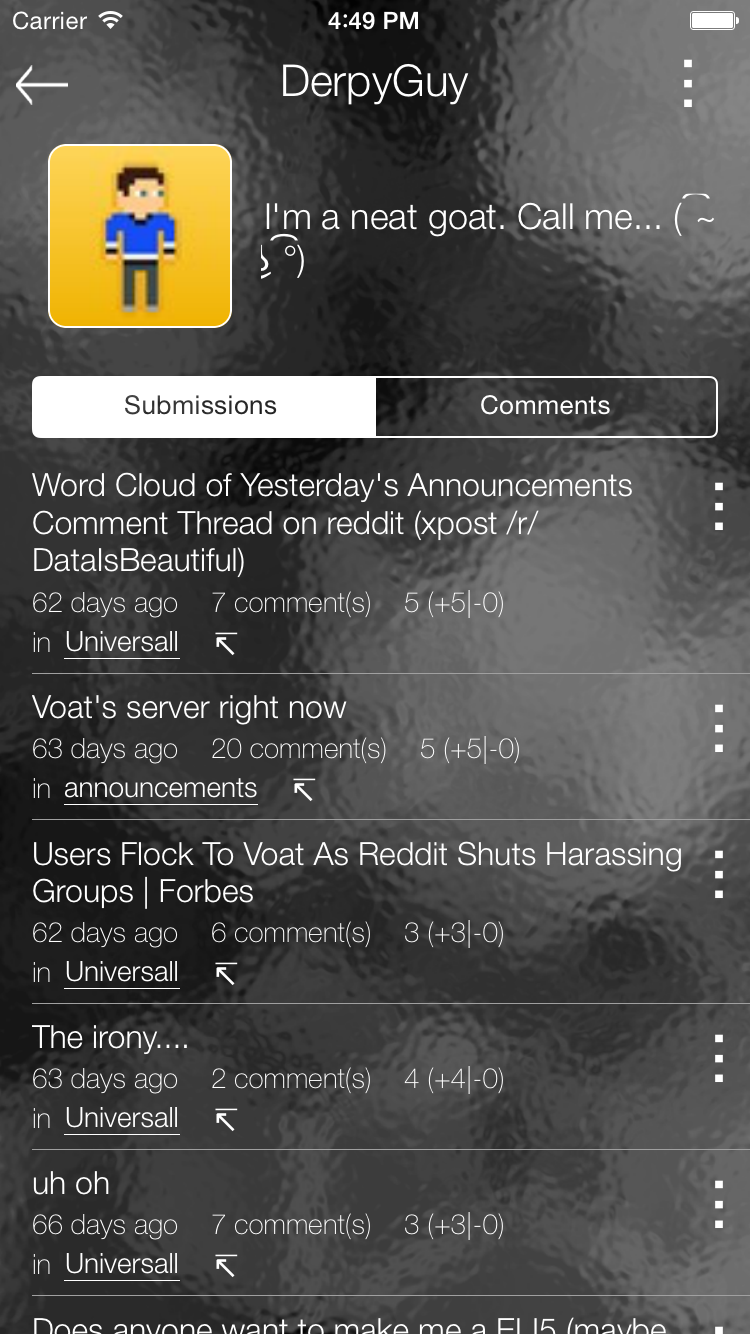 Carrier 4:49 PM
DerpyGuy
I'm a neat goat. Call me... ( ͡~
͜ʖ ͡°)
Submissions Comments
Word Cloud of Yesterday's Announcements
Comment Thread on reddit (xpost /r/
DataIsBeautiful)
62 days ago 7 comment(s) 5 (+5|-0)
in Universall
Voat's server right now
63 days ago 20 comment(s) 5 (+5|-0)
in announcements
Users Flock To Voat As Reddit Shuts Harassing
Groups | Forbes
62 days ago 6 comment(s) 3 (+3|-0)
in Universall
The irony....
63 days ago 2 comment(s) 4 (+4|-0)
in Universall
uh oh
66 days ago 7 comment(s) 3 (+3|-0)
in Universall
Does anyone want to make me a ELI5 (maybe